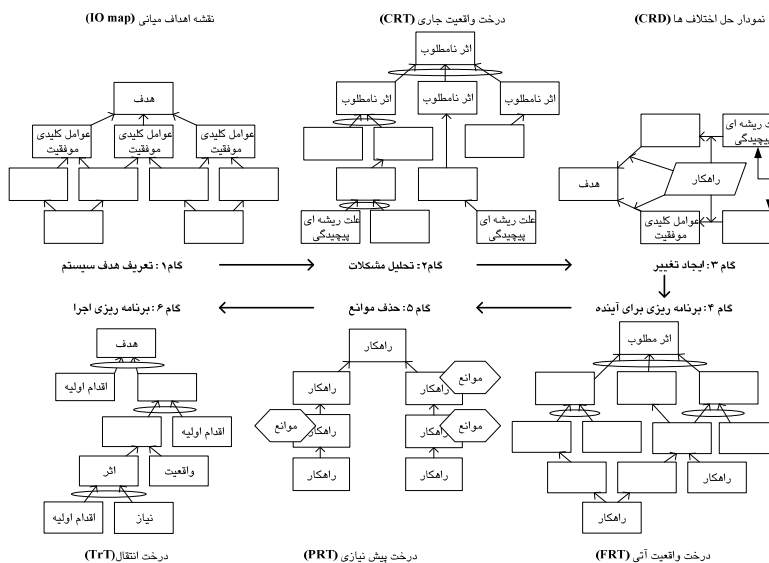 نقشه اهداف میانی (IO map)
درخت واقعیت جاری (CRT)
نمودار حل اختلاف ها (CRD)
هدف
عوامل کلیدی
موفقیت
عوامل کلیدی
موفقیت
عوامل کلیدی
موفقیت
اثر نامطلوب
اثر نامطلوب
اثر نامطلوب
اثر نامطلوب
علت ریشه ای
پیچیدگی
علت ریشه ای
پیچیدگی
ریشه ای
پیچیدگی
راهکار
هدف
عوامل کلیدی
موفقیت
گام ۱: تعریف هدف سیستم
گام۲: تحلیل مشکلات
گام ۳: ایجاد تغییر
گام ۴: برنامه ریزی برای آینده
گام ۵: حذف موانع
گام ۶: برنامه ریزی اجرا
اثر مطلوب
راهکار
راهکار
راهکار
راهکار
راهکار
موانع
راهکار
راهکار
موانع
موانع
راهکار
راهکار
هدف
اقدام اولیه
اقدام اولیه
اثر
واقعیت
اقدام اولیه
نیاز
درخت واقعیت آتی (FRT)
درخت پیش نیازی (PRT)
درخت انتقال(TrT)